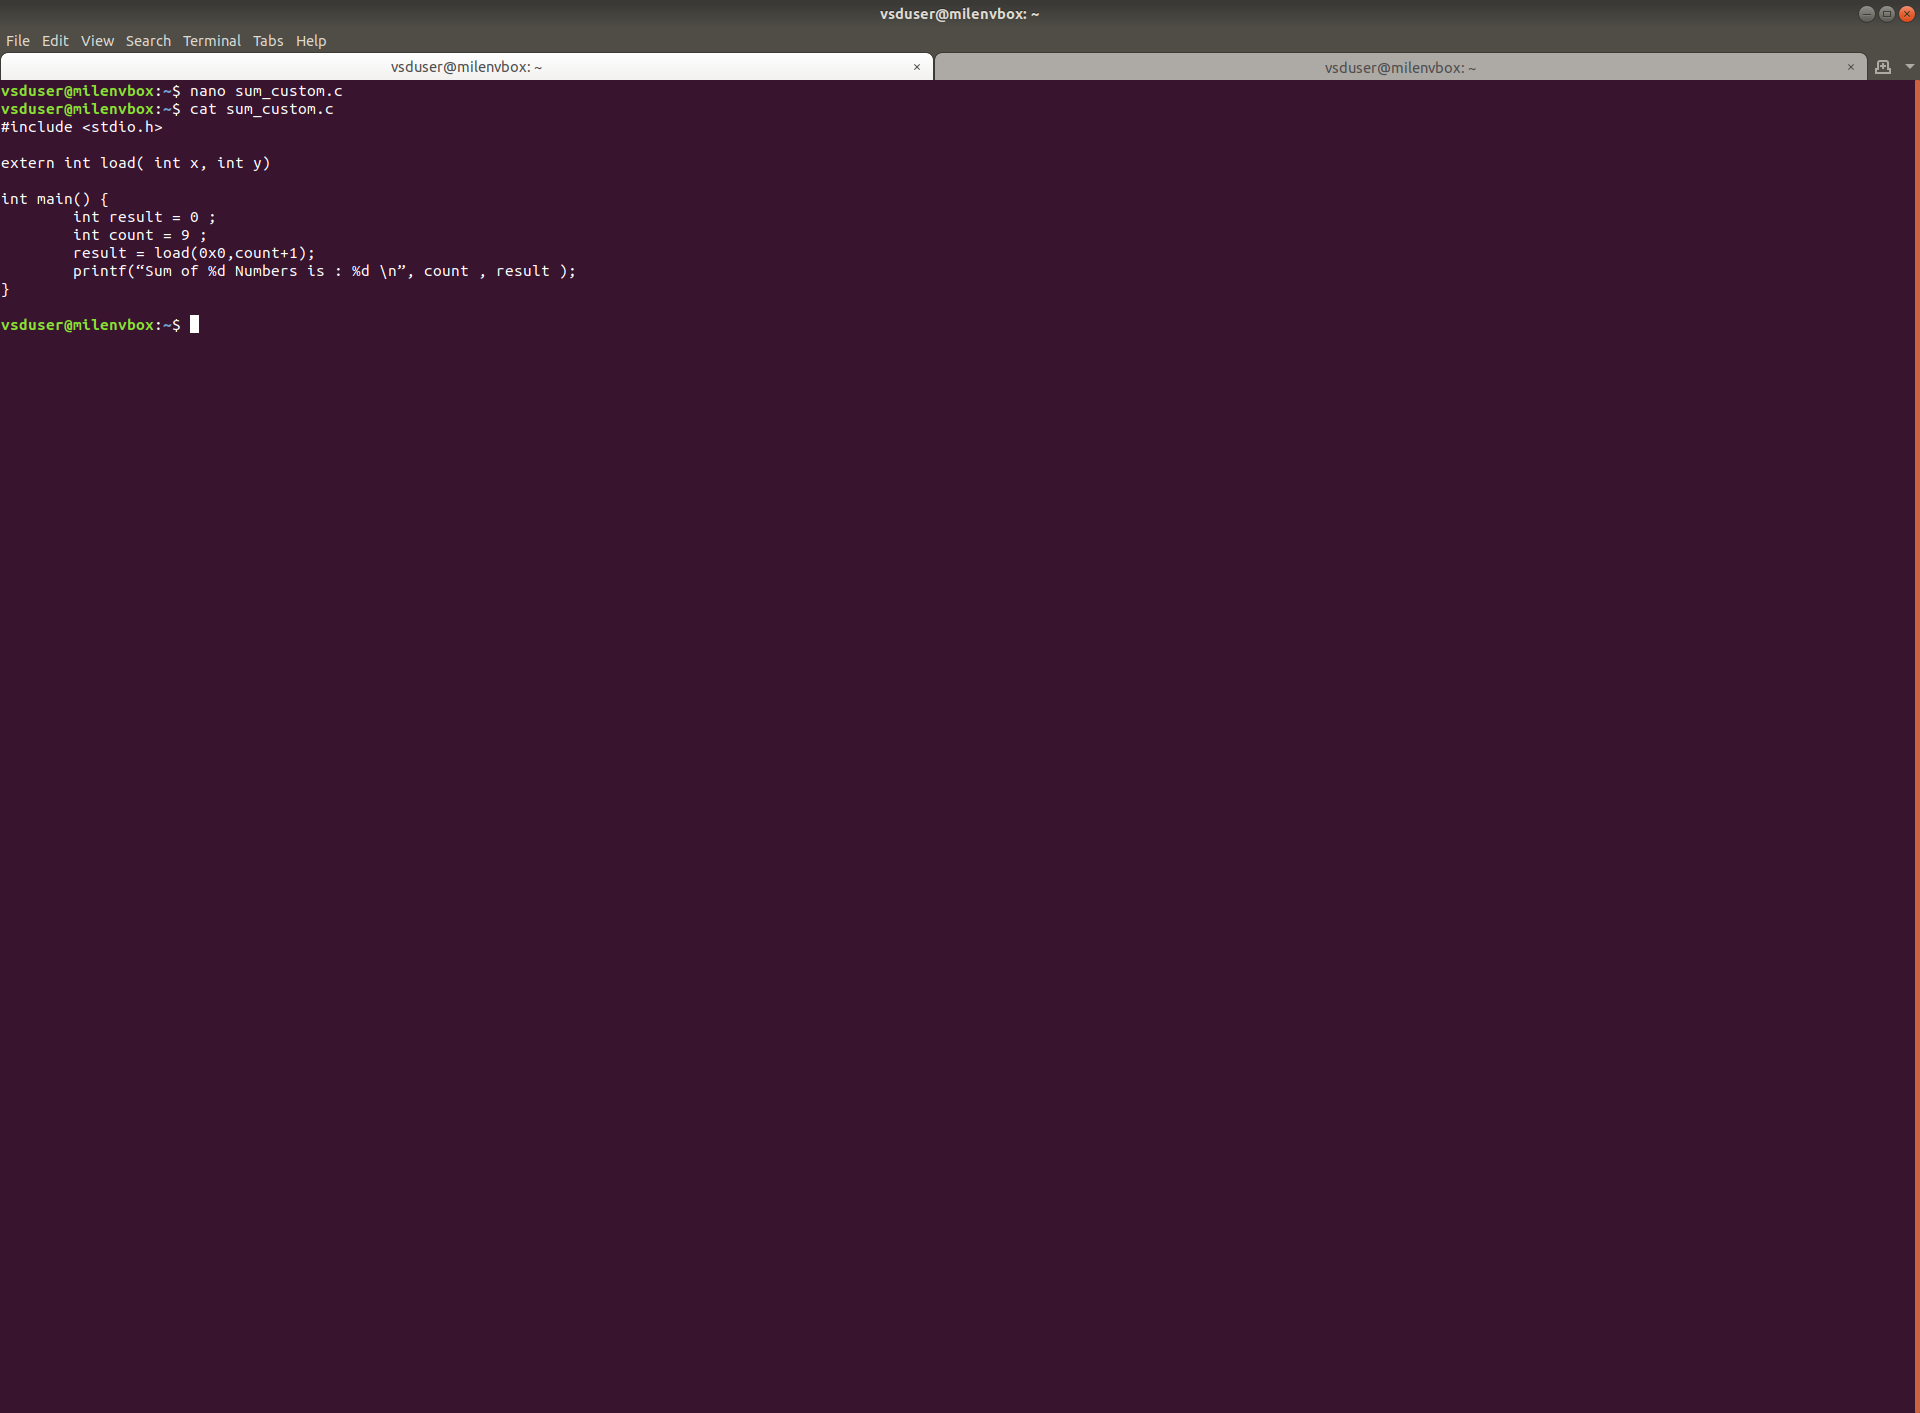 vsduser@milenvbox: ~
File Edit View Search Terminal Tabs Help
vsduser@milenvbox: ~ × vsduser@milenvbox: ~ ×
vsduser@milenvbox:~$ nano sum_custom.c
vsduser@milenvbox:~$ cat sum_custom.c
#include <stdio.h>
extern int load( int x, int y)
int main() {
        int result = 0 ;
        int count = 9 ;
        result = load(0x0,count+1);
        printf(“Sum of %d Numbers is : %d \n”, count , result );
}
vsduser@milenvbox:~$